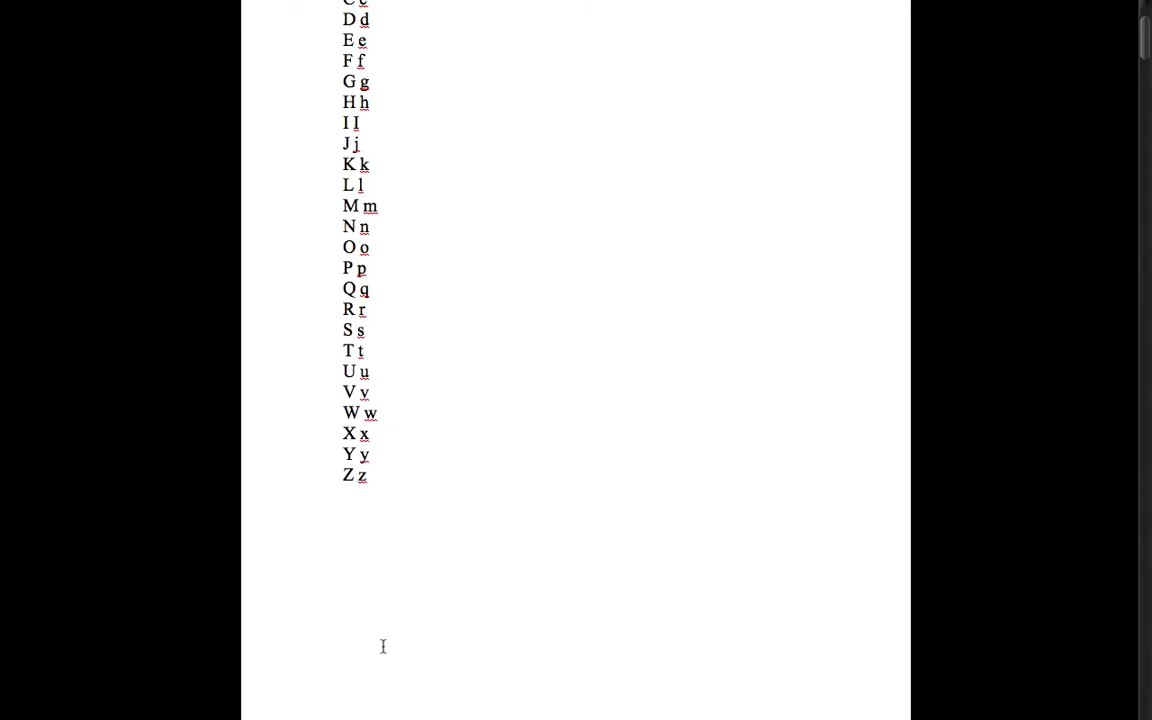 D d
E e
F f
G g
H h
I I
J j
K k
L l
M m
N n
O o
P p
Q q
R r
S s
T t
U u
V v
W w
X x
Y y
Z z